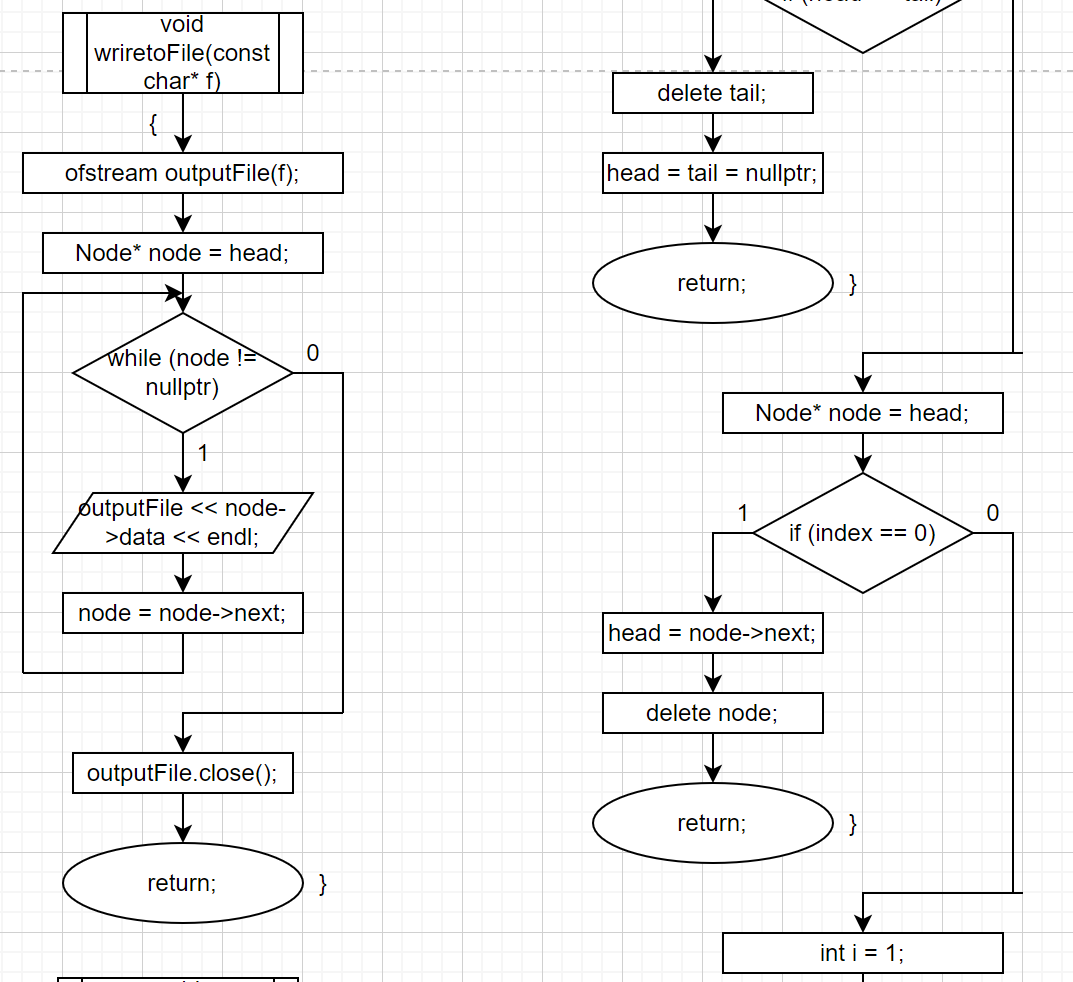 void
wriretoFile(const
char* f)
{
ofstream outputFile(f);
Node* node = head;
while (node !=
nullptr)
0
1
outputFile << node-
>data << endl;
node = node->next;
outputFile.close();
return;
}
delete tail;
head = tail = nullptr;
return;
}
Node* node = head;
1
if (index == 0)
0
head = node->next;
delete node;
return;
}
int i = 1;